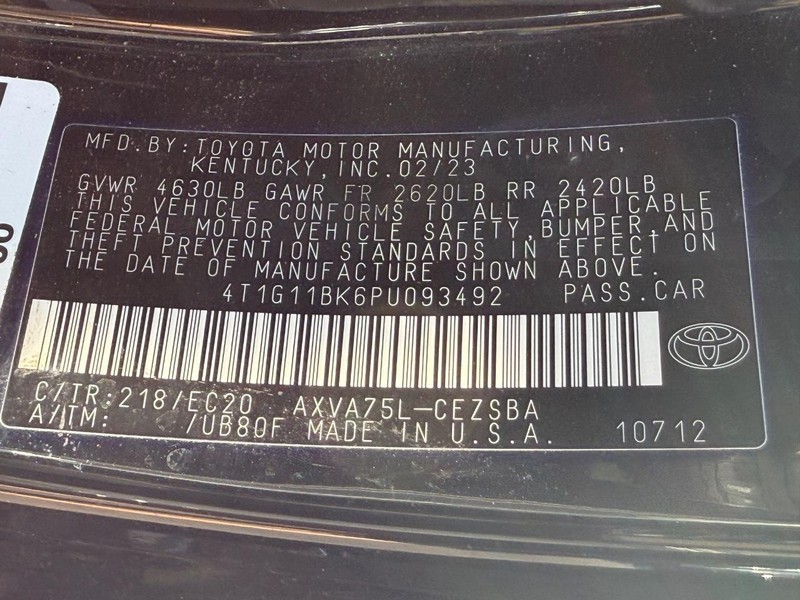 MFD.BY:TOYOTA MOTOR MANUFACTURING,
KENTUCKY,INC.02/23
GVWR 4630LB GAWR FR 2620LB RR 2420LB
THIS VEHICLE CONFORMS TO ALL APPLICABLE
FEDERAL MOTOR VEHICLE SAFETY,BUMPER,AND
THEFT PREVENTION STANDARDS IN EFFECT ON
THE DATE OF MANUFACTURE SHOWN ABOVE.
4T1G11BK6PU093492 PASS.CAR
C/TR:218/EC20 AXVA75L-CEZSBA
A/TM: /UB80F MADE IN U.S.A. 10712